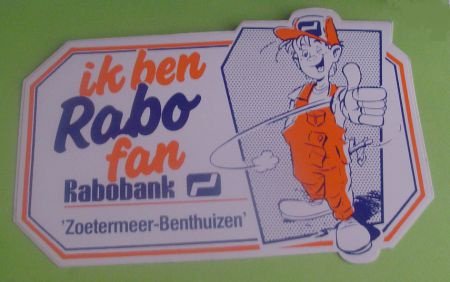 ik ben
Rabo
fan
Rabobank
'Zoetermeer-Benthuizen'